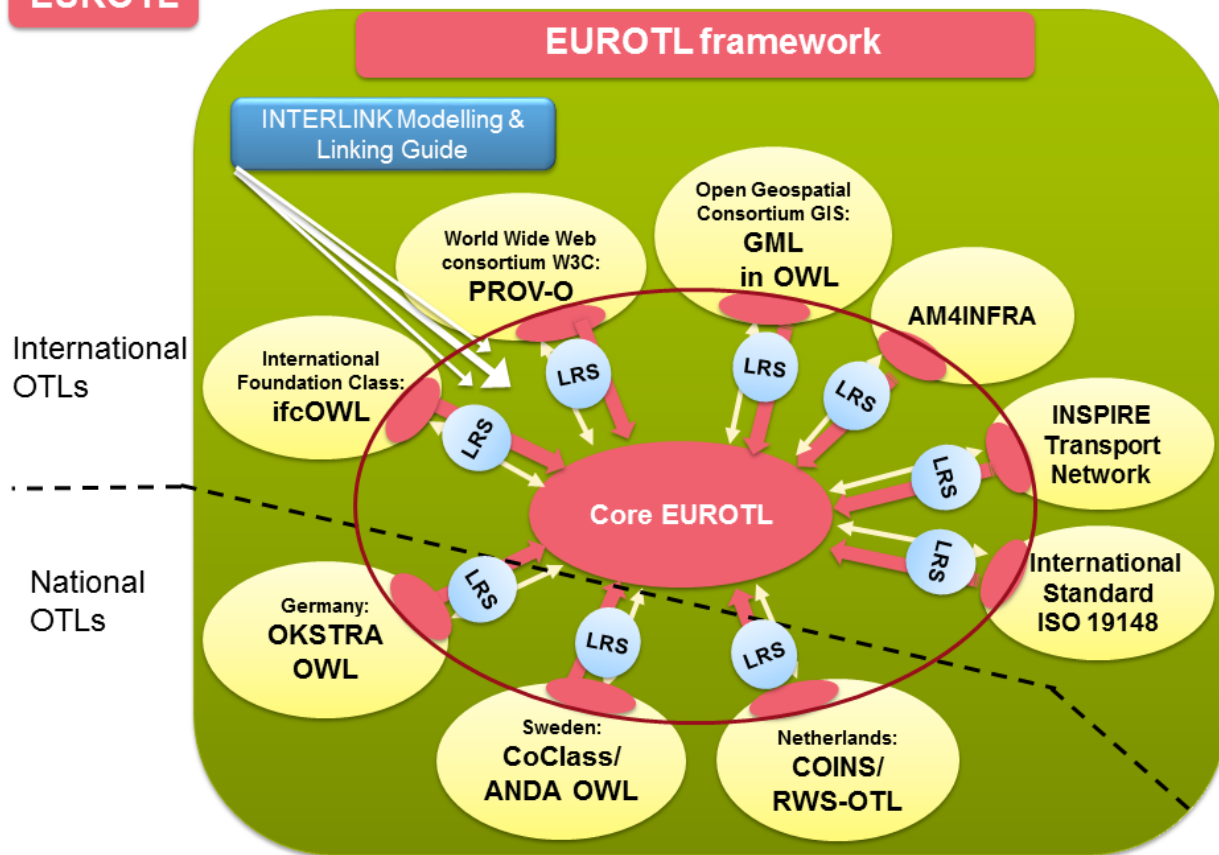 EUROTL
EUROTL framework
INTERLINK Modelling &
Linking Guide
Open Geospatial
Consortium GIS:
GML
in OWL
World Wide Web
consortium W3C:
PROV-O
AM4INFRA
International
OTLs
International
Foundation Class:
ifcOWL
LRS
LRS
LRS
LRS
INSPIRE
Transport
Network
LRS
Core EUROTL
LRS
International
Standard
ISO 19148
National
OTLs
Germany:
OKSTRA
OWL
LRS
LRS
LRS
Sweden:
CoClass/
ANDA OWL
Netherlands:
COINS/
RWS-OTL